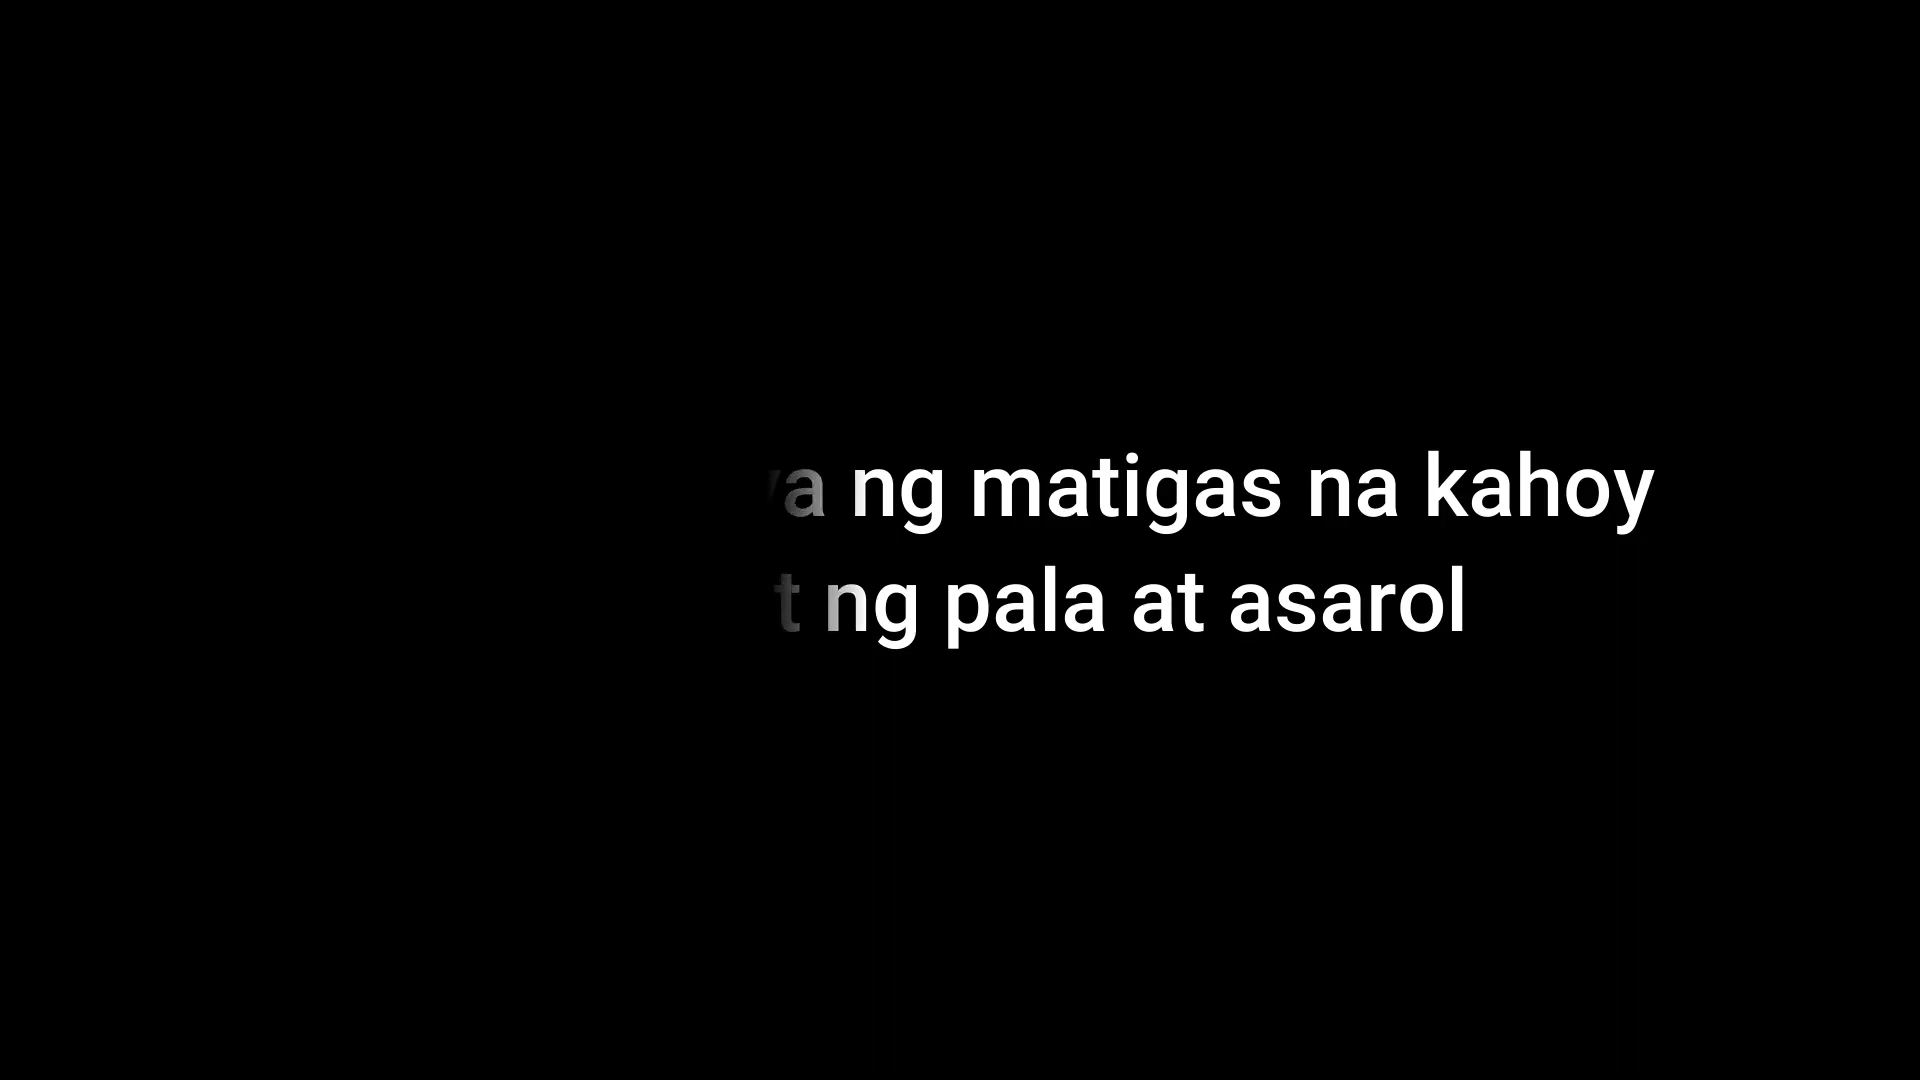 ng matigas na kahoy
ng pala at asarol